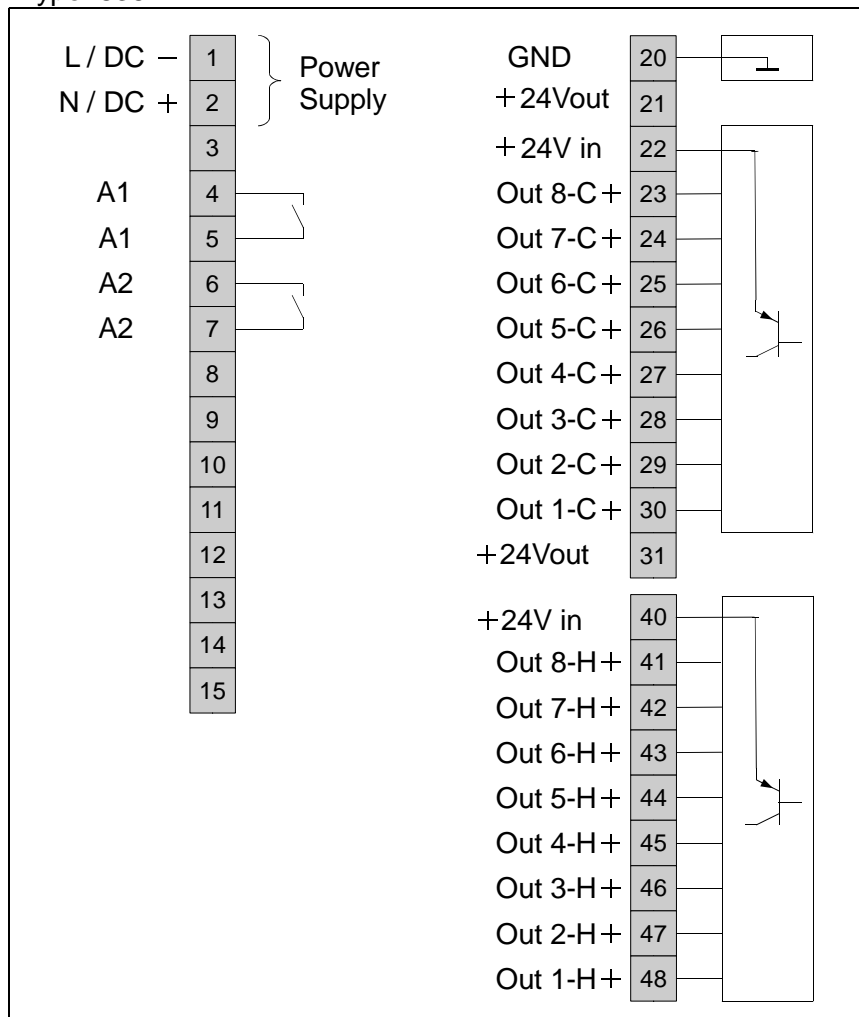 L / DC − 1
N / DC + 2
Power
Supply
3
A1 4
A1 5
A2 6
A2 7
8
9
10
11
12
13
14
15
GND 20
+24Vout 21
+24V in 22
Out 8-C+ 23
Out 7-C+ 24
Out 6-C+ 25
Out 5-C+ 26
Out 4-C+ 27
Out 3-C+ 28
Out 2-C+ 29
Out 1-C+ 30
+24Vout 31
+24V in 40
Out 8-H+ 41
Out 7-H+ 42
Out 6-H+ 43
Out 5-H+ 44
Out 4-H+ 45
Out 3-H+ 46
Out 2-H+ 47
Out 1-H+ 48